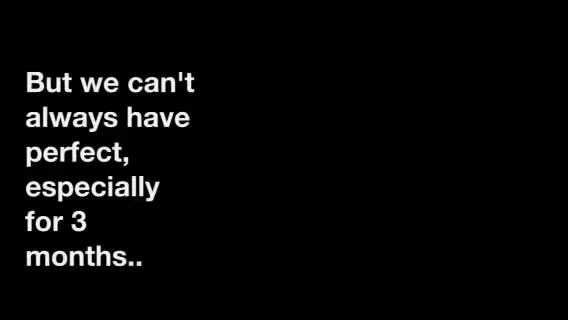 But we can't
always have
perfect,
especially
for 3
months..